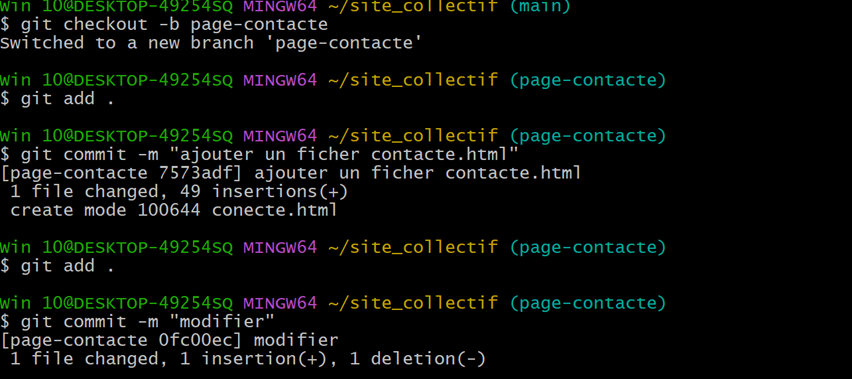 Win 10@DESKTOP-49254SQ MINGW64 ~/site_collectif (main)
$ git checkout -b page-contacte
Switched to a new branch 'page-contacte'
Win 10@DESKTOP-49254SQ MINGW64 ~/site_collectif (page-contacte)
$ git add .
Win 10@DESKTOP-49254SQ MINGW64 ~/site_collectif (page-contacte)
$ git commit -m "ajouter un ficher contacte.html"
[page-contacte 7573adf] ajouter un ficher contacte.html
 1 file changed, 49 insertions(+)
 create mode 100644 conecte.html
Win 10@DESKTOP-49254SQ MINGW64 ~/site_collectif (page-contacte)
$ git add .
Win 10@DESKTOP-49254SQ MINGW64 ~/site_collectif (page-contacte)
$ git commit -m "modifier"
[page-contacte 0fc00ec] modifier
 1 file changed, 1 insertion(+), 1 deletion(-)